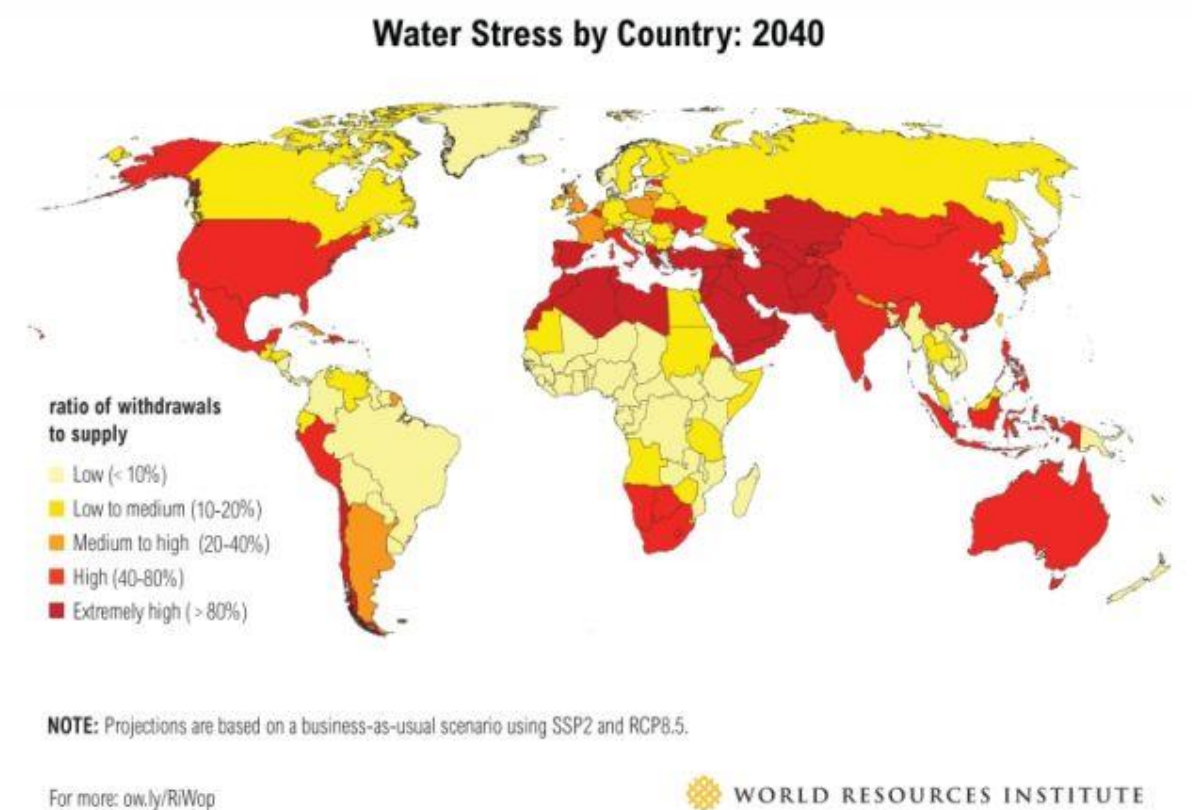 Water Stress by Country: 2040
ratio of withdrawals
to supply
Low (< 10%)
Low to medium (10-20%)
Medium to high (20-40%)
High (40-80%)
Extremely high ( > 80%)
NOTE: Projections are based on a business-as-usual scenario using SSP2 and RCP8.5.
For more: ow.ly/RiWop
WORLD RESOURCES INSTITUTE